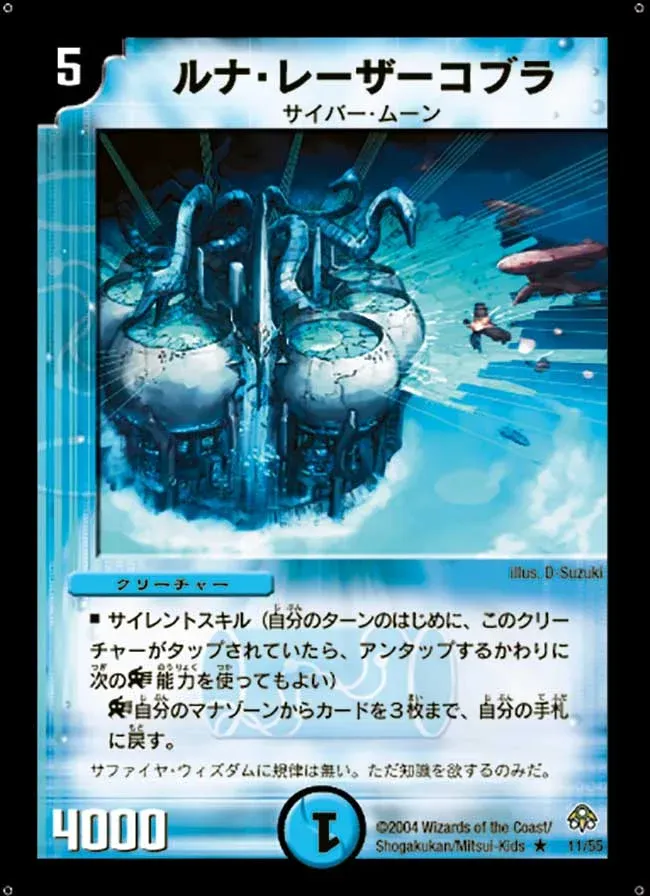 5
ルナ・レーザーコブラ
サイバー・ムーン
illus. D-Suzuki
クリーチャー
■ サイレントスキル（自分のターンのはじめに、このクリー
チャーがタップされていたら、アンタップするかわりに
次の能力を使ってもよい）
自分のマナゾーンからカードを３枚まで、自分の手札
に戻す。
サファイヤ・ウィズダムに規律は無い。ただ知識を欲するのみだ。
4000
1
©2004 Wizards of the Coast/
Shogakukan/Mitsui-Kids ★ 11/55